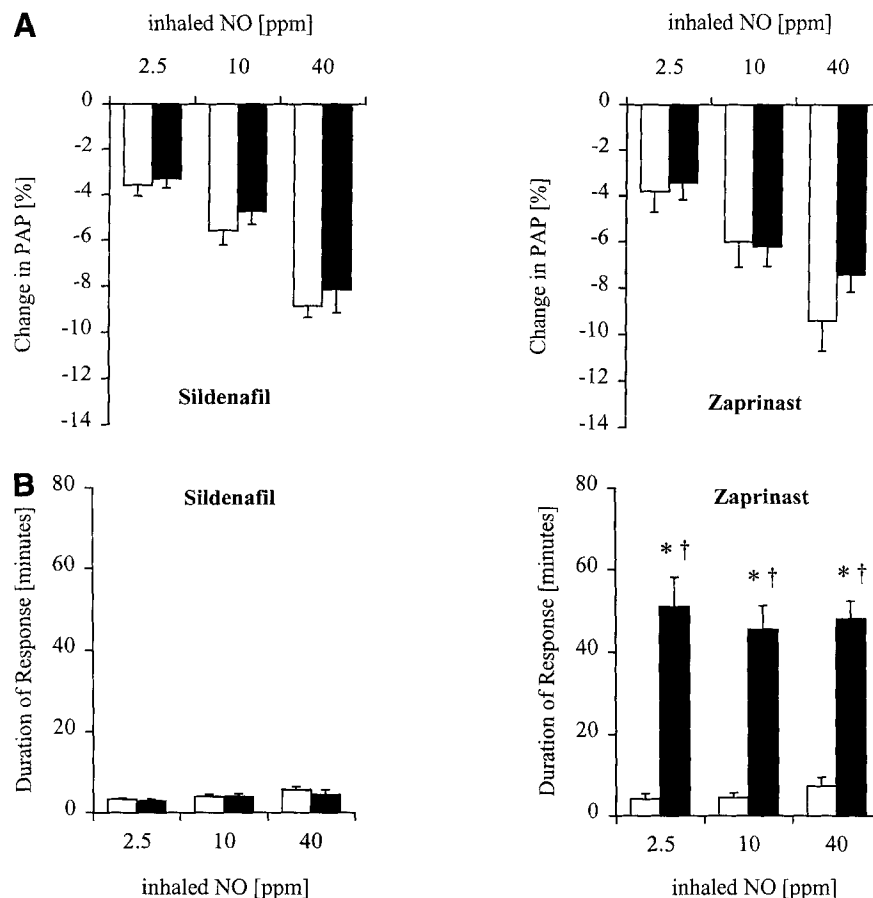 A
inhaled NO [ppm]
2.5 10 40
0
-2
-4
-6
-8
-10
-12
-14
Change in PAP [%]
Sildenafil
inhaled NO [ppm]
2.5 10 40
0
-2
-4
-6
-8
-10
-12
-14
Change in PAP [%]
Zaprinast
B
Sildenafil
80
60
40
20
0
Duration of Response [minutes]
2.5 10 40
inhaled NO [ppm]
Zaprinast
80
60
40
20
0
Duration of Response [minutes]
* † * † * †
2.5 10 40
inhaled NO [ppm]